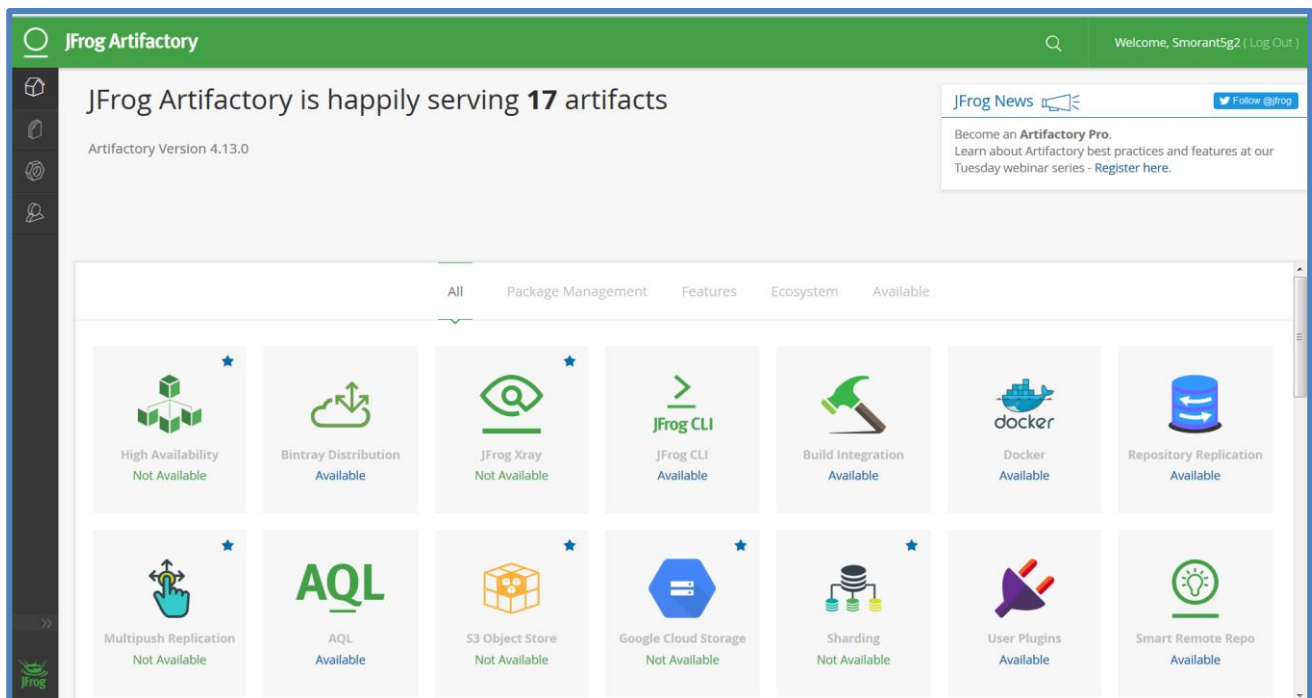 JFrog Artifactory
Welcome, Smorant5g2 ( Log Out )
JFrog Artifactory is happily serving 17 artifacts
Artifactory Version 4.13.0
JFrog News
Follow @jfrog
Become an Artifactory Pro.
Learn about Artifactory best practices and features at our
Tuesday webinar series - Register here.
All Package Management Features Ecosystem Available
JFrog CLI
docker
High Availability Bintray Distribution JFrog Xray JFrog CLI Build Integration Docker Repository Replication
Not Available Available Not Available Available Available Available Available
AQL
Multipush Replication AQL S3 Object Store Google Cloud Storage Sharding User Plugins Smart Remote Repo
Not Available Available Not Available Not Available Not Available Available Available
JFrog